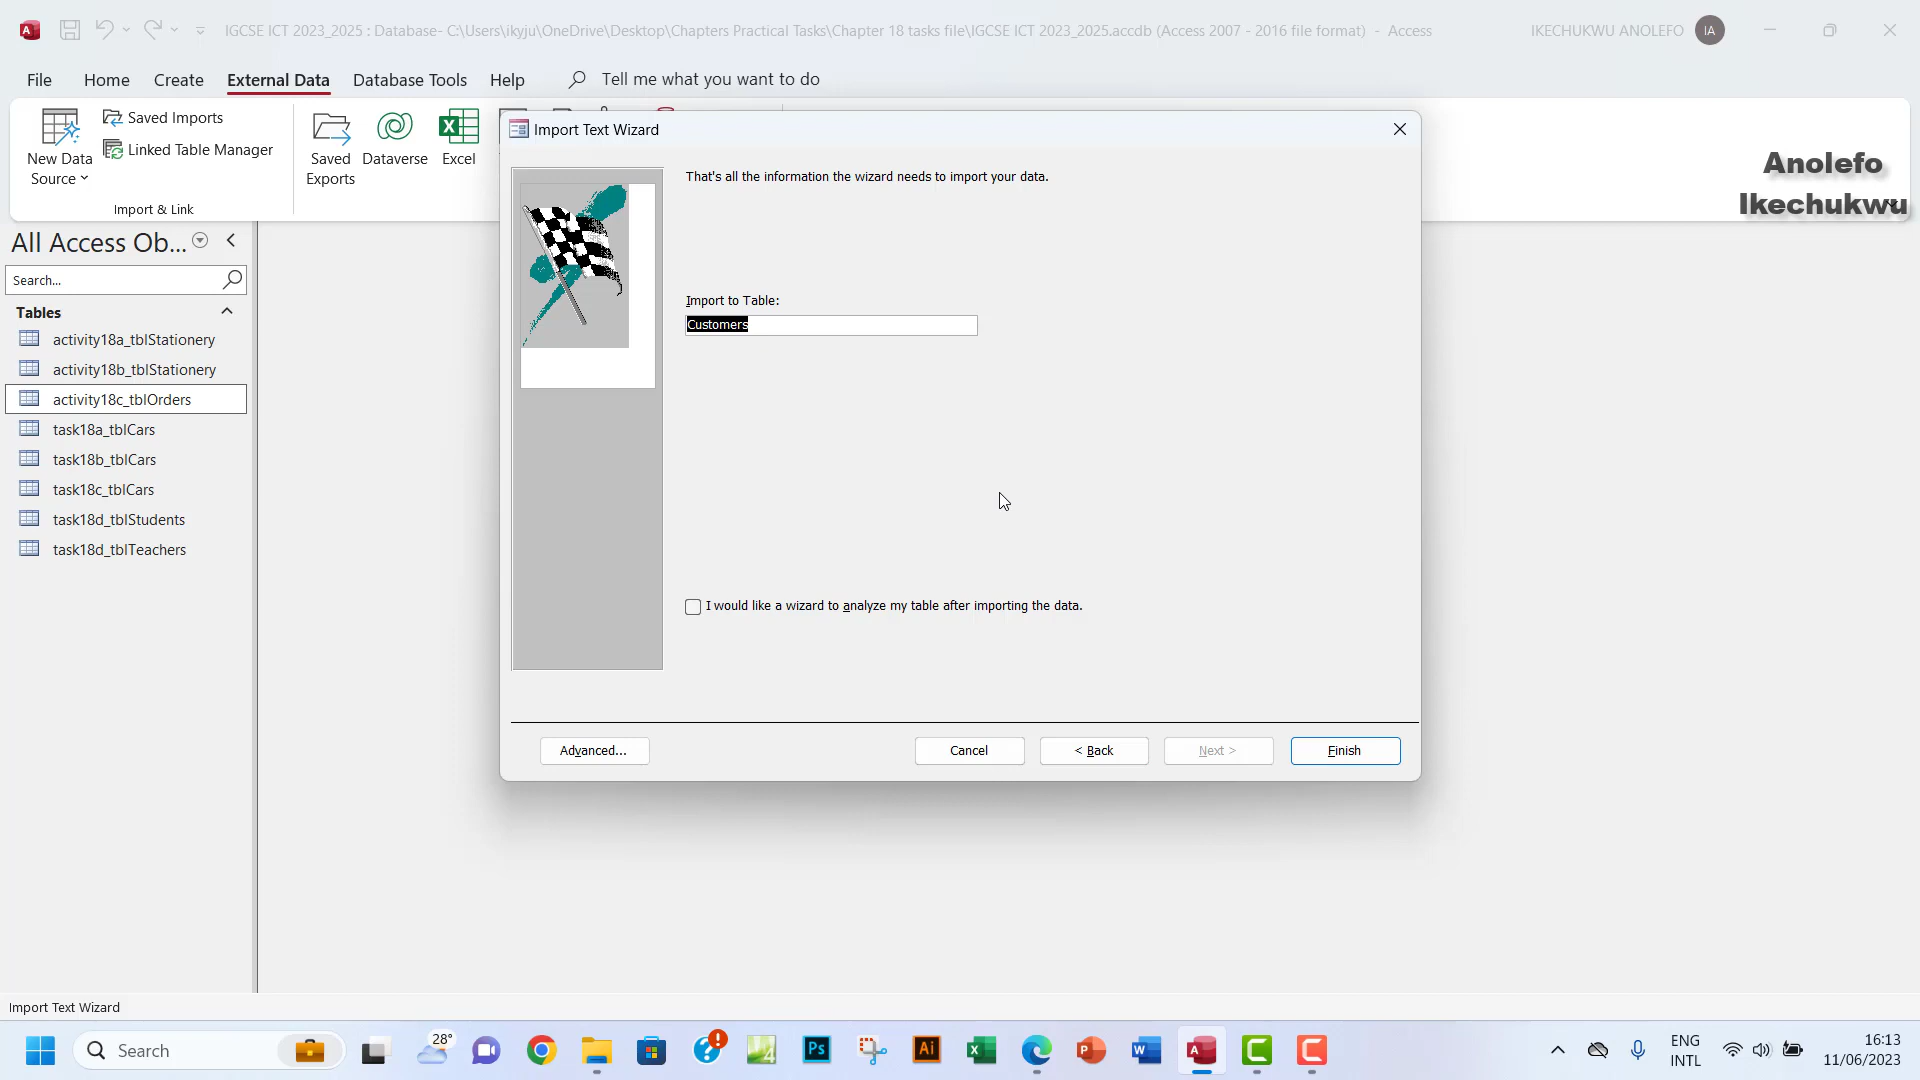 IGCSE ICT 2023_2025 : Database- C:\Users\ikyju\OneDrive\Desktop\Chapters Practical Tasks\Chapter 18 tasks file\IGCSE ICT 2023_2025.accdb (Access 2007 - 2016 file format) - Access
IKECHUKWU ANOLEFO
IA
File
Home
Create
External Data
Database Tools
Help
Tell me what you want to do
New Data Source
Saved Imports
Linked Table Manager
Import & Link
Saved Exports
Dataverse
Excel
Anolefo
Ikechukwu
All Access Ob...
Search...
Tables
activity18a_tblStationery
activity18b_tblStationery
activity18c_tblOrders
task18a_tblCars
task18b_tblCars
task18c_tblCars
task18d_tblStudents
task18d_tblTeachers
Import Text Wizard
That's all the information the wizard needs to import your data.
Import to Table:
Customers
I would like a wizard to analyze my table after importing the data.
Advanced...
Cancel
< Back
Next >
Finish
Import Text Wizard
Search
28°
Ps
Ai
ENG
INTL
16:13
11/06/2023